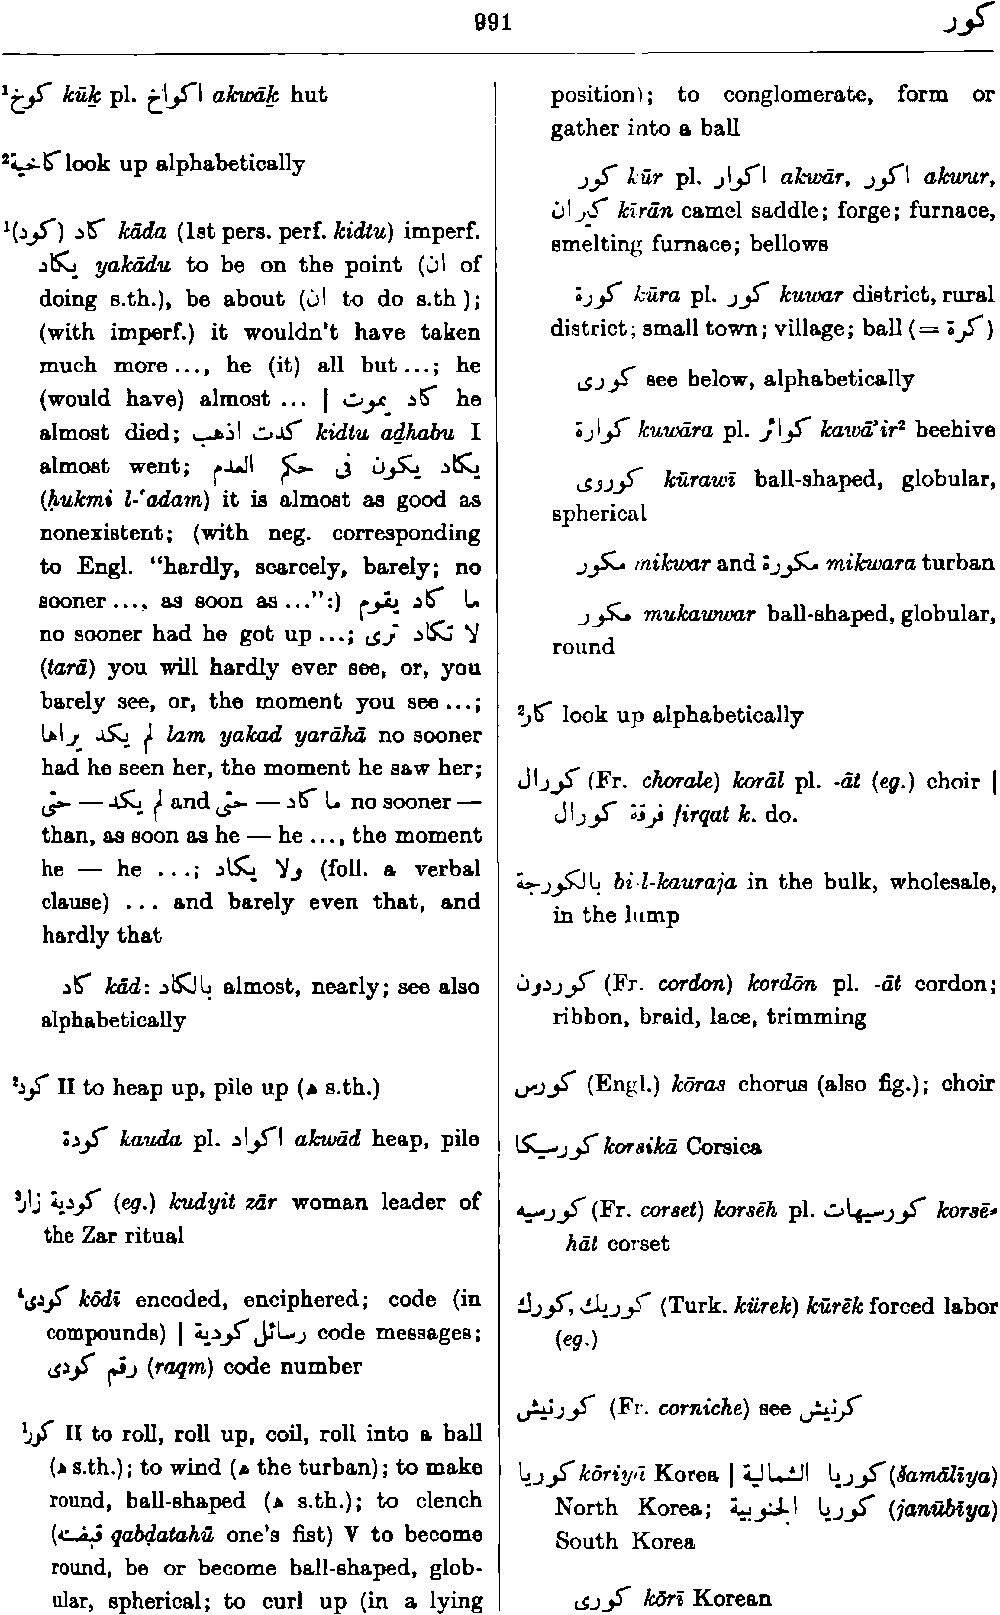 991
كور
¹كوخ kūḵ pl. اكواخ akwāḵ hut
²كاخية look up alphabetically
¹(كود) كاد kāda (1st pers. perf. kidtu) imperf.
يكاد yakādu to be on the point (ان of
doing s.th.), be about (ان to do s.th.);
(with imperf.) it wouldn't have taken
much more ..., he (it) all but ...; he
(would have) almost ... | كاد يموت he
almost died; كدت اذهب kidtu aḏhabu I
almost went; يكاد يكون فى حكم العدم
(ḥukmi l-‘adam) it is almost as good as
nonexistent; (with neg. corresponding
to Engl. “hardly, scarcely, barely; no
sooner ..., as soon as ...”:) ما كاد يقوم
no sooner had he got up ...; لا تكاد ترى
(tarā) you will hardly ever see, or, you
barely see, or, the moment you see ...;
لم يكد يراها lam yakad yarāhā no sooner
had he seen her, the moment he saw her;
لم يكد — حتى and ما كاد — حتى no sooner —
than, as soon as he — he ..., the moment
he — he ...; ولا يكاد (foll. a verbal
clause) ... and barely even that, and
hardly that
كاد kād: بالكاد almost, nearly; see also
alphabetically
²كود II to heap up, pile up (ه s.th.)
كودة kauda pl. اكواد akwād heap, pile
³كودية زار (eg.) kudyit zār woman leader of
the Zar ritual
⁴كودى kōdī encoded, enciphered; code (in
compounds) | رسائل كودية code messages;
رقم كودى (raqm) code number
¹كور II to roll, roll up, coil, roll into a ball
(ه s.th.); to wind (ه the turban); to make
round, ball-shaped (ه s.th.); to clench
(قبضته qabḍatahū one's fist) V to become
round, be or become ball-shaped, glob-
ular, spherical; to curl up (in a lying
position); to conglomerate, form or
gather into a ball
كور kūr pl. اكوار akwār, اكور akwur,
كيران kīrān camel saddle; forge; furnace,
smelting furnace; bellows
كورة kūra pl. كور kuwar district, rural
district; small town; village; ball (= كرة)
كورى see below, alphabetically
كوارة kuwāra pl. كوائر kawā’ir² beehive
كوروى kūrawī ball-shaped, globular,
spherical
مكور mikwar and مكورة mikwara turban
مكور mukawwar ball-shaped, globular,
round
²كار look up alphabetically
كورال (Fr. chorale) korāl pl. -āt (eg.) choir |
فرقة كورال firqat k. do.
بالكورجة bi-l-kauraja in the bulk, wholesale,
in the lump
كوردون (Fr. cordon) kordōn pl. -āt cordon;
ribbon, braid, lace, trimming
كورس (Engl.) kōras chorus (also fig.); choir
كورسيكا korsikā Corsica
كورسيه (Fr. corset) korsēh pl. كورسيهات korsē-
hāt corset
كوريك, كورك (Turk. kürek) kūrēk forced labor
(eg.)
كورنيش (Fr. corniche) see كرنيش
كوريا kōriyā Korea | كوريا الشمالية (šamālīya)
North Korea; كوريا الجنوبية (janūbīya)
South Korea
كورى kōrī Korean